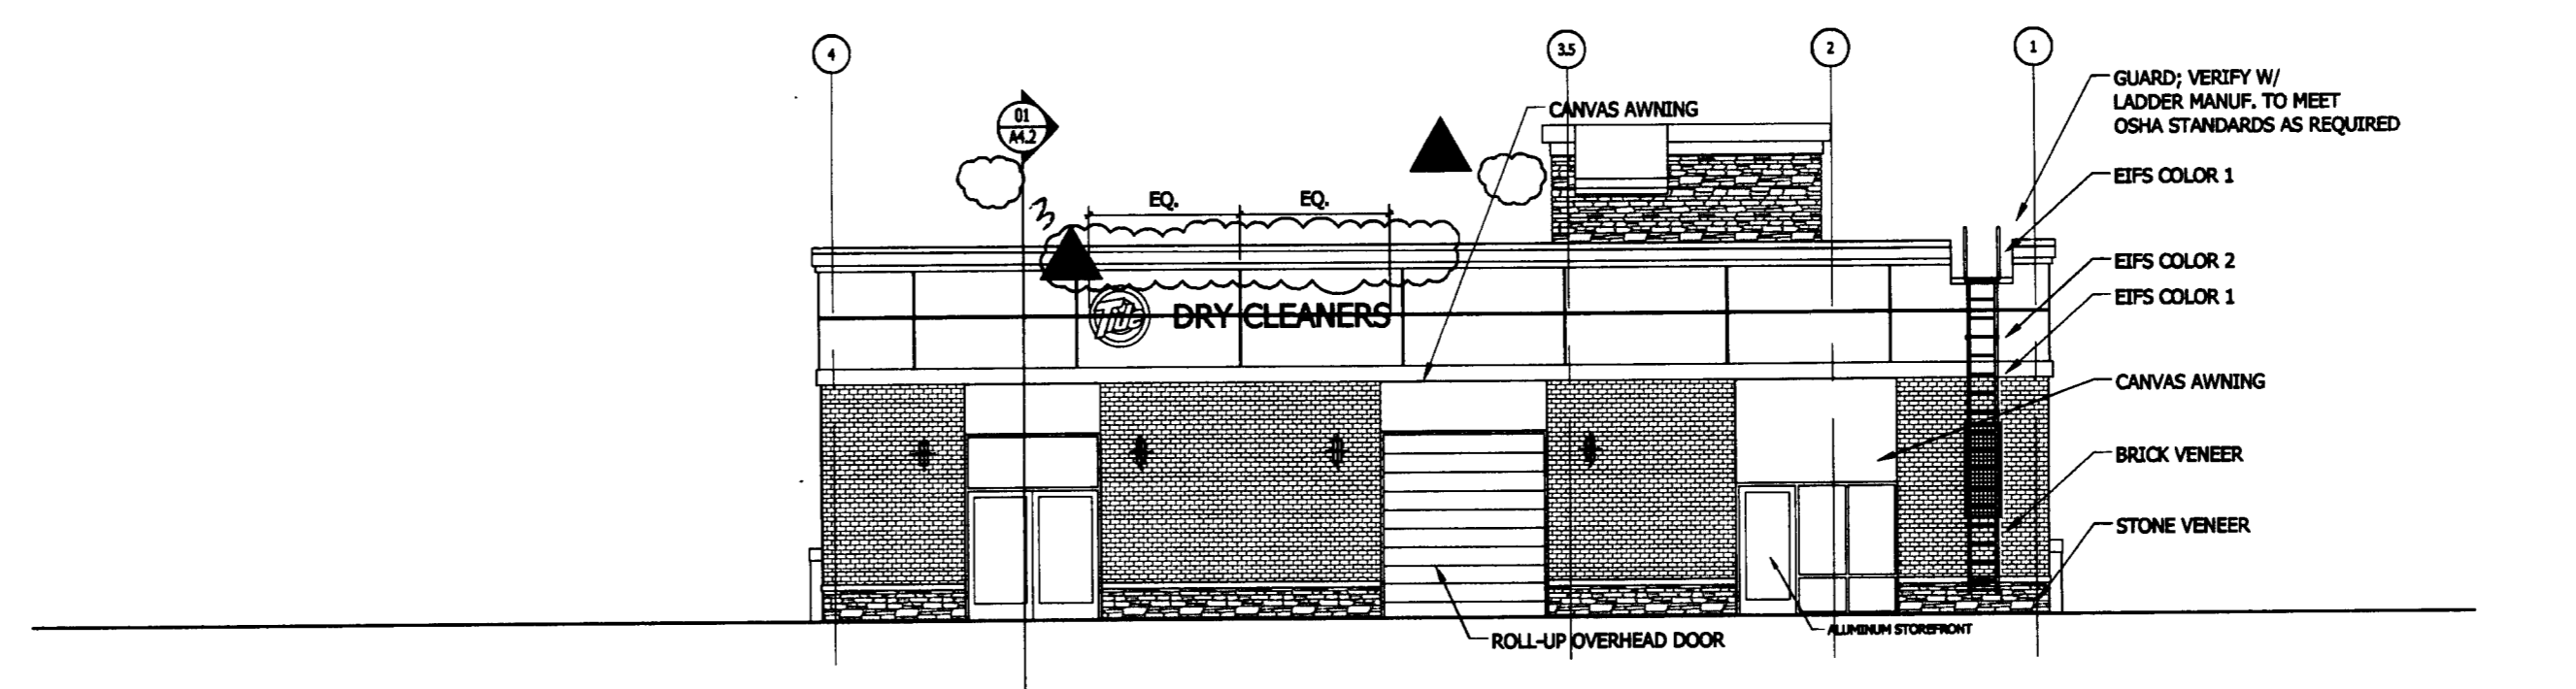 4
3.5
2
1
01
A4.2
CANVAS AWNING
GUARD; VERIFY W/
LADDER MANUF. TO MEET
OSHA STANDARDS AS REQUIRED
EIFS COLOR 1
EQ.
EQ.
EIFS COLOR 2
EIFS COLOR 1
Tide DRY CLEANERS
CANVAS AWNING
BRICK VENEER
STONE VENEER
ALUMINUM STOREFRONT
ROLL-UP OVERHEAD DOOR